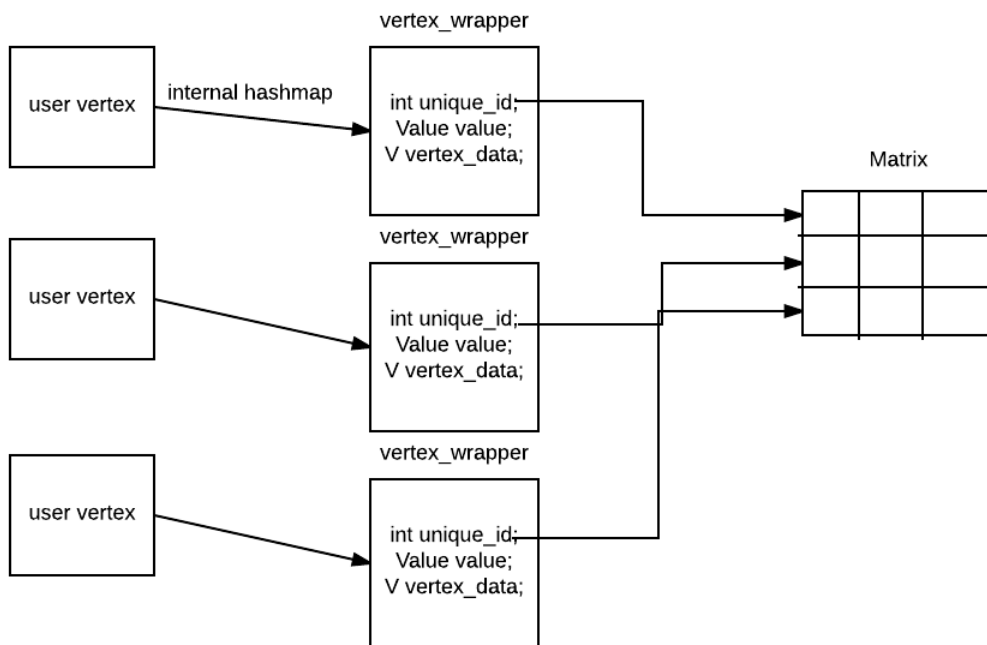 vertex_wrapper
user vertex
internal hashmap
int unique_id;
Value value;
V vertex_data;
Matrix
vertex_wrapper
user vertex
int unique_id;
Value value;
V vertex_data;
vertex_wrapper
user vertex
int unique_id;
Value value;
V vertex_data;